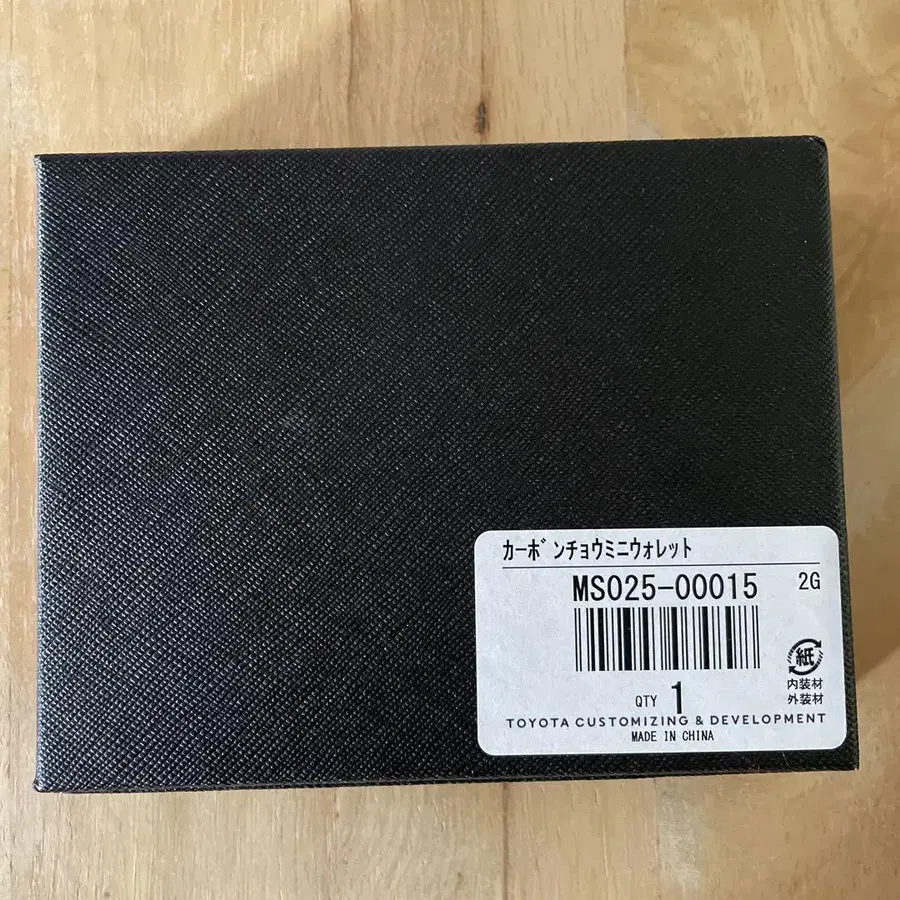 カーボンチョウミニウォレット
MS025-00015 2G
紙
内装材
外装材
QTY 1
TOYOTA CUSTOMIZING & DEVELOPMENT
MADE IN CHINA